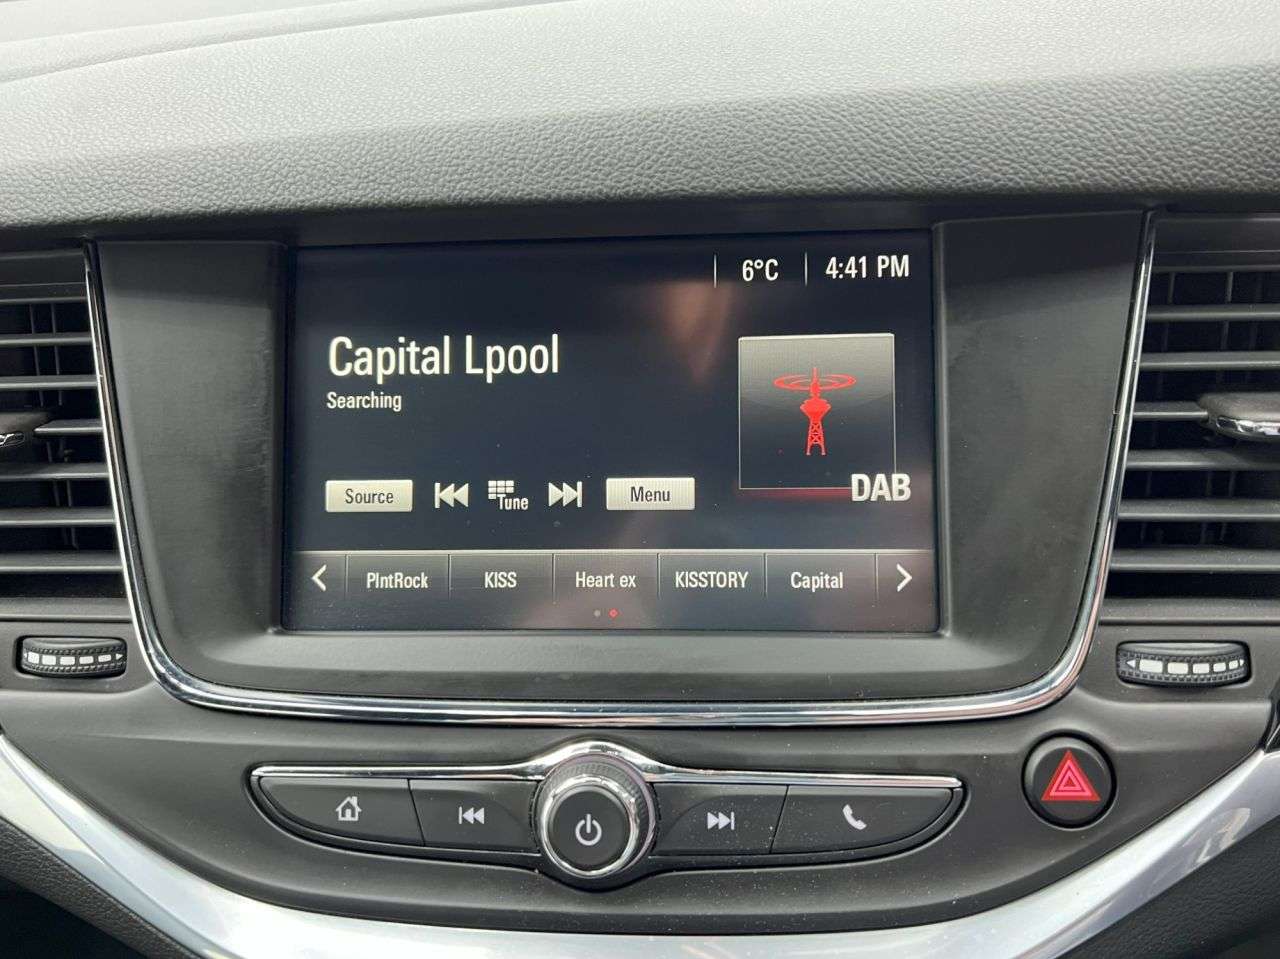 6°C 4:41 PM
Capital Lpool
Searching
Source Tune Menu
DAB
PlntRock KISS Heart ex KISSTORY Capital